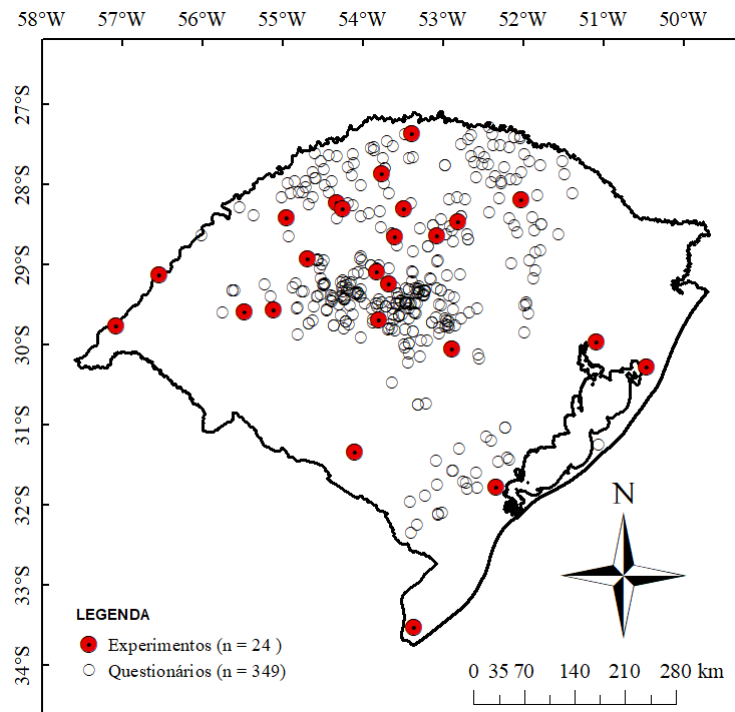 58°W 57°W 56°W 55°W 54°W 53°W 52°W 51°W 50°W
27°S
28°S
29°S
30°S
31°S
32°S
33°S
34°S
N
LEGENDA
Experimentos (n = 24 )
Questionários (n = 349)
0 35 70 140 210 280 km